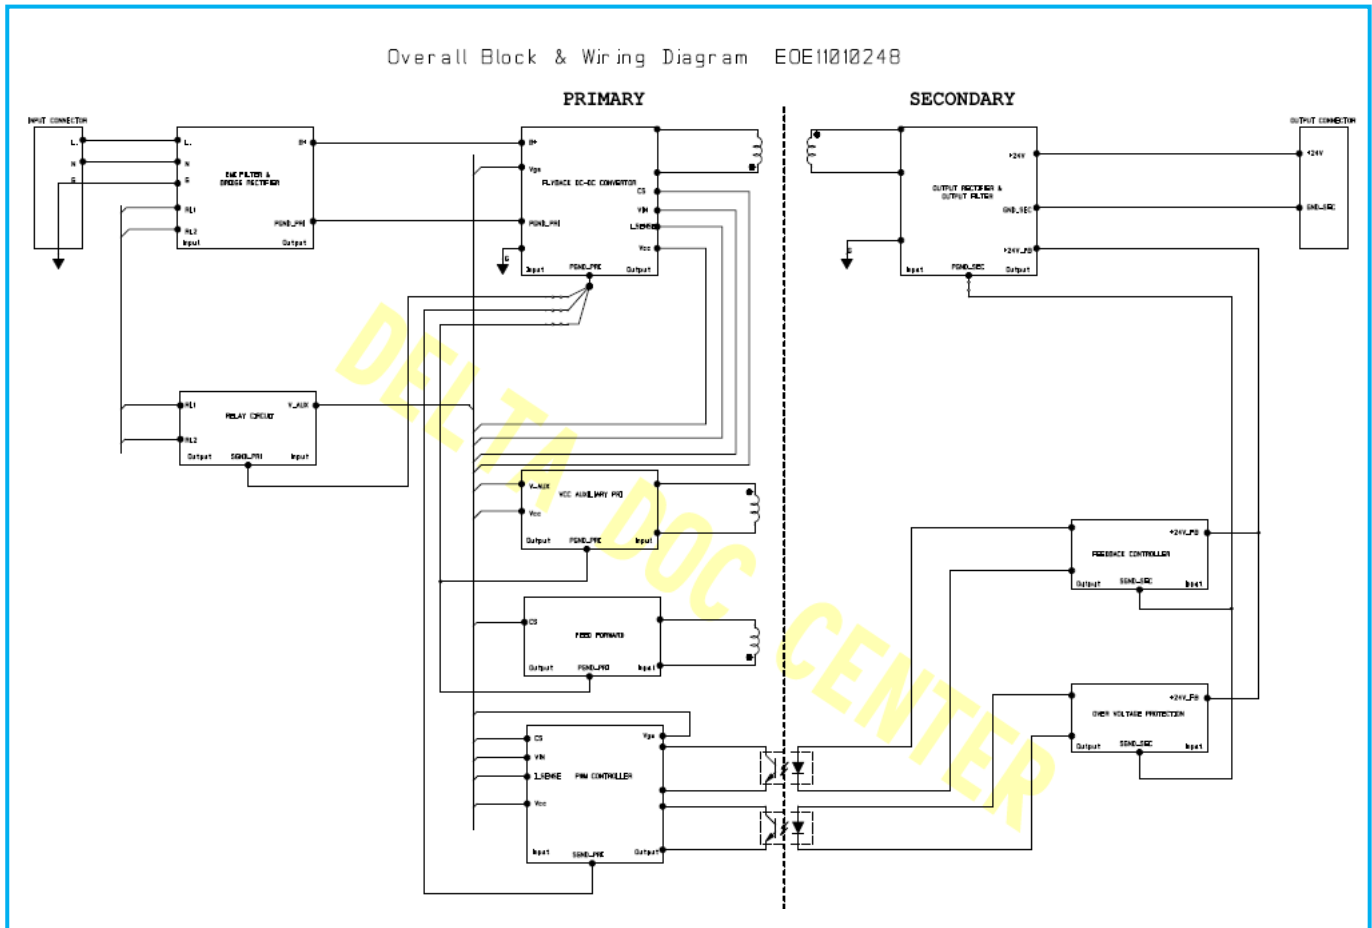 Overall Block & Wiring Diagram EOE11010248
PRIMARY
SECONDARY
INPUT CONNECTOR
L.
N
G
L.
N
G
RL1
RL2
Input
EMC FILTER &
BRIDGE RECTIFIER
B+
PGND_PRI
Output
B+
Vgs
FLYBACK DC-DC CONVERTOR
CS
VIN
I_SENSE
Vcc
PGND_PRI
G
Input
PGND_PRI
Output
+24V
OUTPUT RECTIFIER &
OUTPUT FILTER
GND_SEC
+24V_FB
G
Input
PGND_SEC
Output
OUTPUT CONNECTOR
+24V
GND_SEC
RL1
V_AUX
RELAY CIRCUIT
RL2
Output
SGND_PRI
Input
V_AUX
VCC AUXILIARY PRI
Vcc
Output
PGND_PRI
Input
CS
FEED FORWARD
Output
PGND_PRI
Input
Vgs
CS
VIN
I_SENSE
PWM CONTROLLER
Vcc
Input
SGND_PRI
Output
+24V_FB
FEEDBACK CONTROLLER
Output
SGND_SEC
Input
+24V_FB
OVER VOLTAGE PROTECTION
Output
SGND_SEC
Input
DELTA DOC CENTER